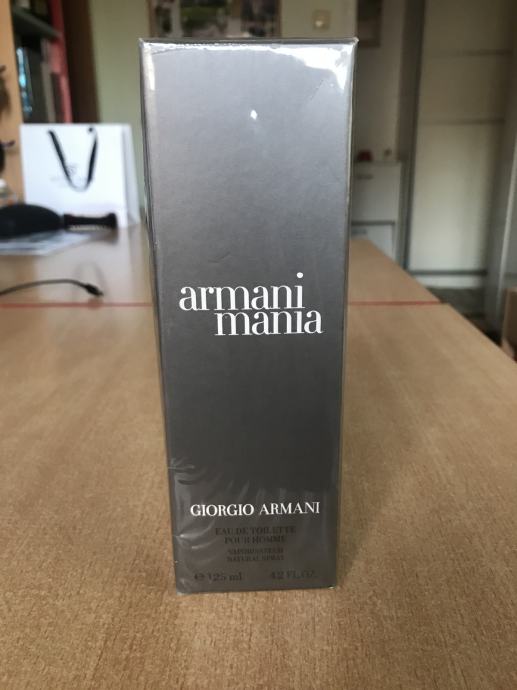 armani
mania
GIORGIO ARMANI
EAU DE TOILETTE
POUR HOMME
VAPORISATEUR
NATURAL SPRAY
℮ 125 ml 4.2 FL.OZ.